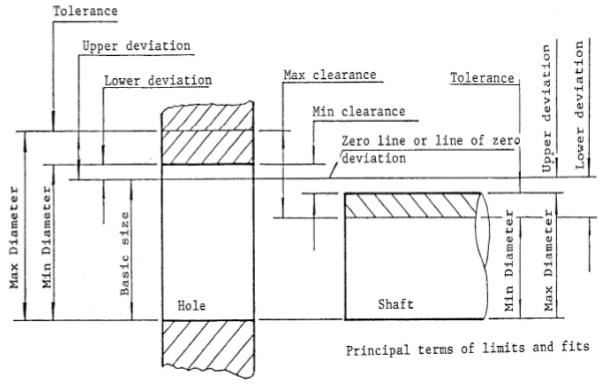 Tolerance
Upper deviation
Lower deviation
Max clearance
Min clearance
Zero line or line of zero
deviation
Tolerance
Upper deviation
Lower deviation
Max Diameter
Min Diameter
Basic size
Hole
Shaft
Min Diameter
Max Diameter
Principal terms of limits and fits